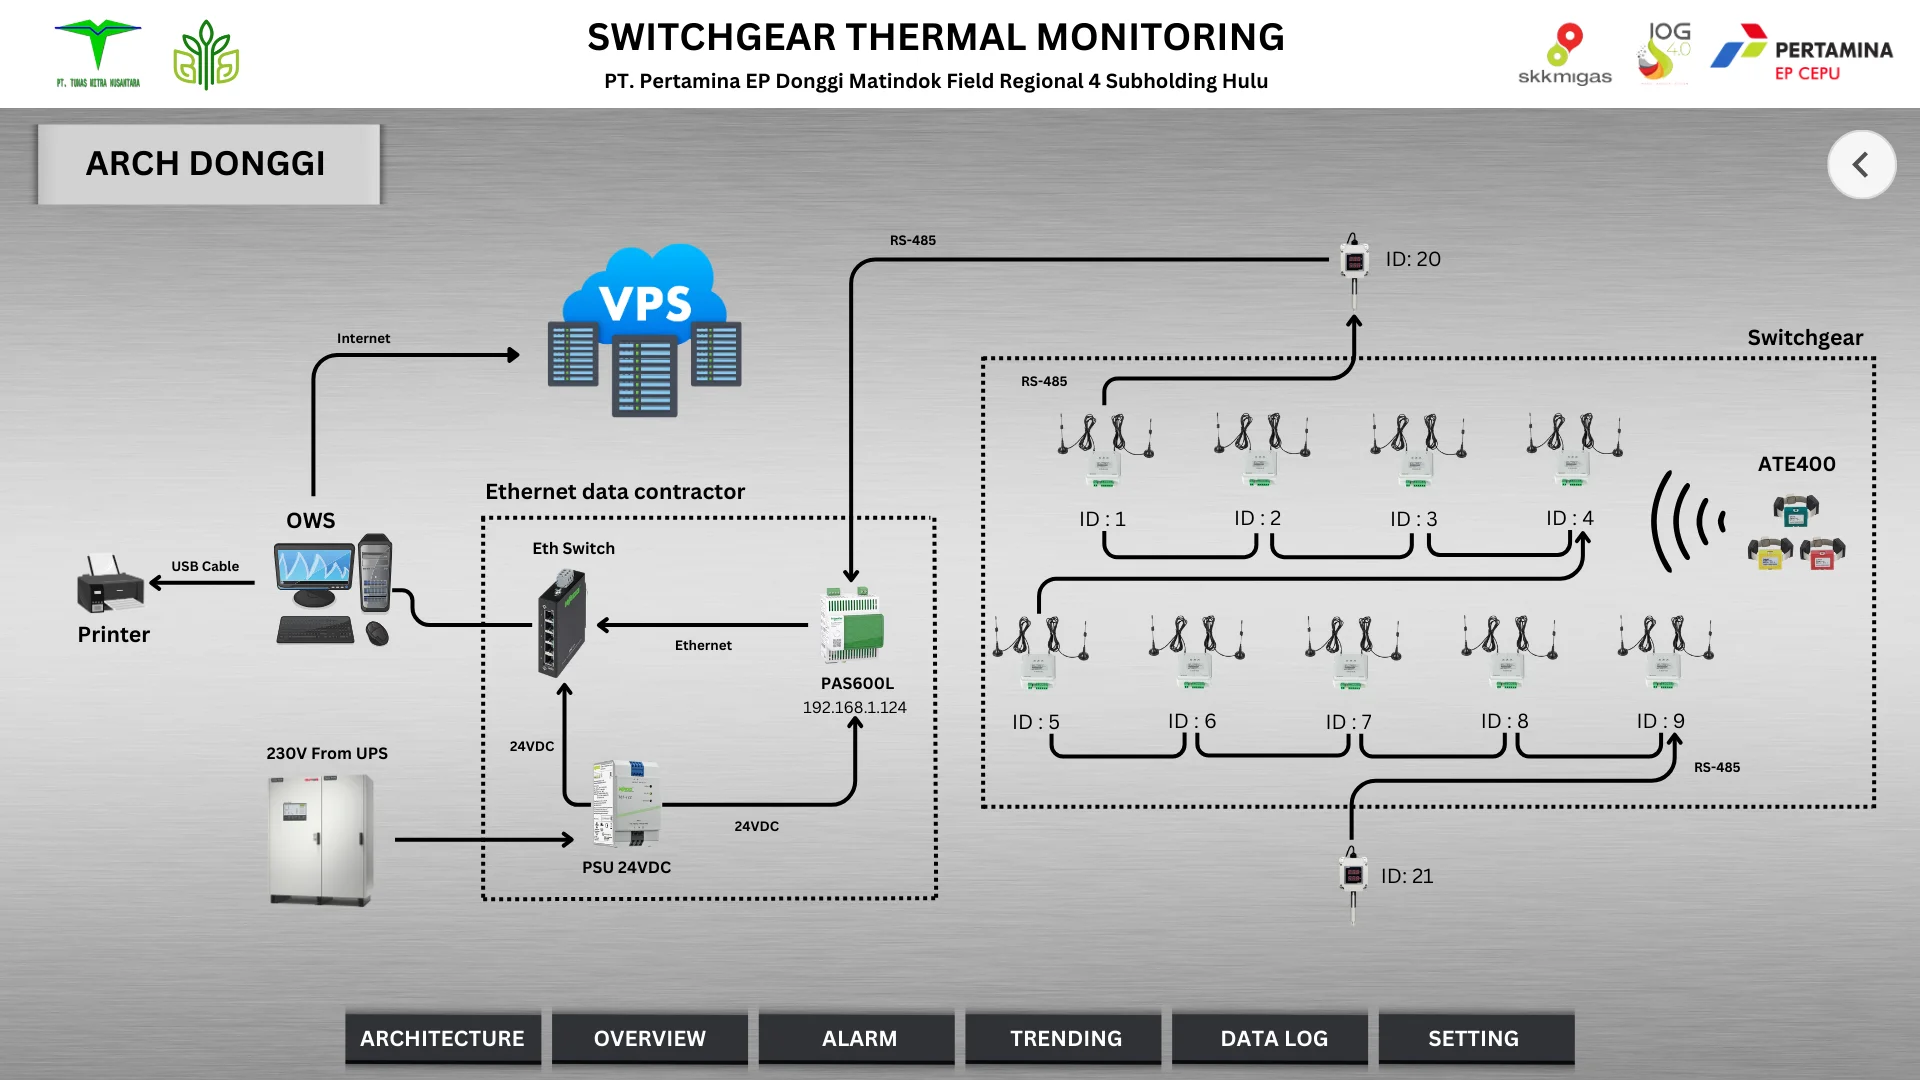 SWITCHGEAR THERMAL MONITORING
PT. Pertamina EP Donggi Matindok Field Regional 4 Subholding Hulu
PT. TUNAS MITRA NUSANTARA
skkmigas
IOG
4.0
PERTAMINA
EP CEPU
ARCH DONGGI
RS-485
ID: 20
VPS
Internet
Switchgear
RS-485
ATE400
Ethernet data contractor
OWS
ID : 1
ID : 2
ID : 3
ID : 4
Eth Switch
USB Cable
Printer
Ethernet
PAS600L
192.168.1.124
ID : 5
ID : 6
ID : 7
ID : 8
ID : 9
24VDC
230V From UPS
RS-485
24VDC
PSU 24VDC
ID: 21
ARCHITECTURE
OVERVIEW
ALARM
TRENDING
DATA LOG
SETTING